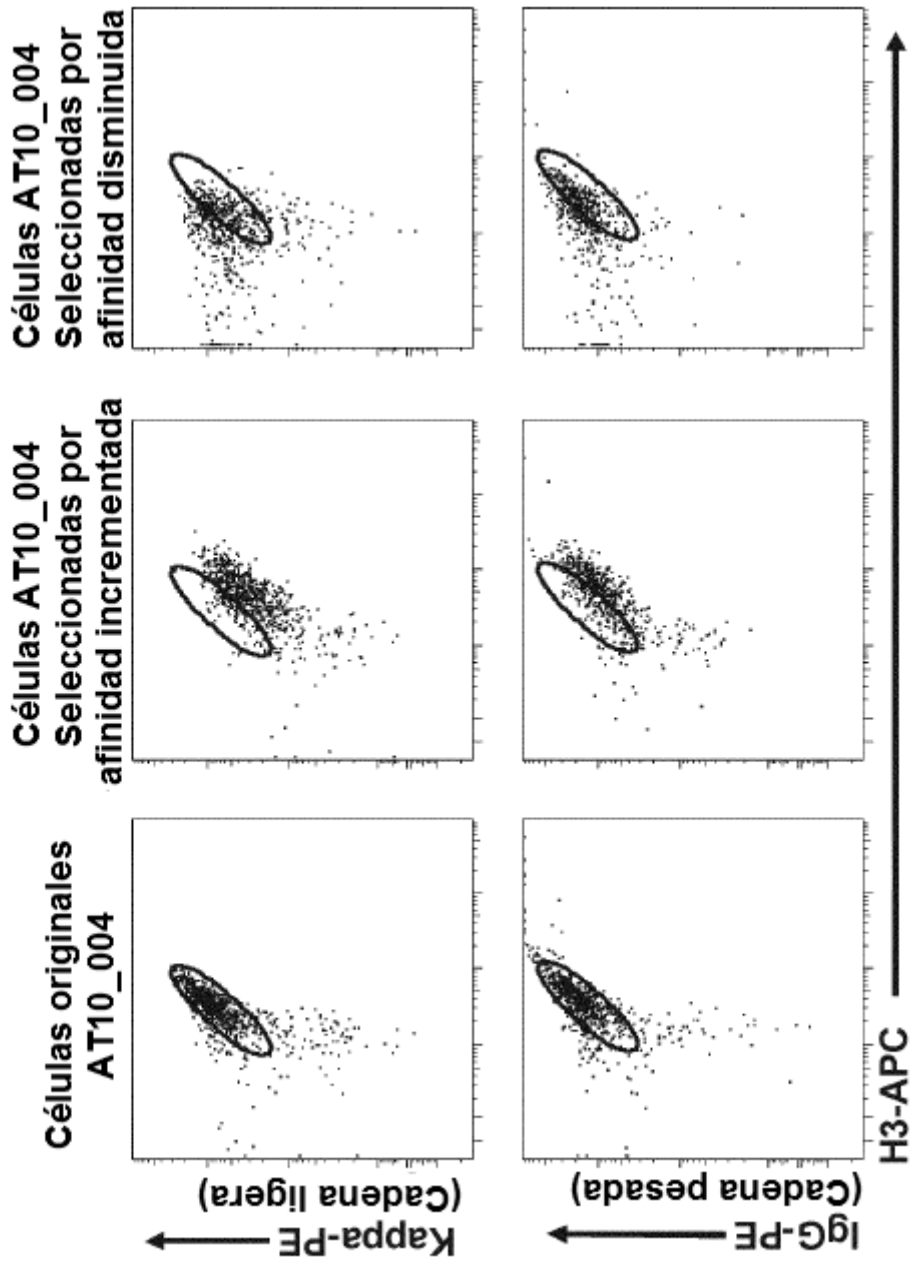 Células originales
AT10_004
Células AT10_004
Seleccionadas por
afinidad incrementada
Células AT10_004
Seleccionadas por
afinidad disminuida
Kappa-PE
(Cadena ligera)
IgG-PE
(Cadena pesada)
H3-APC